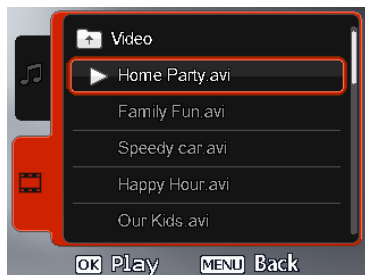 Video
Home Party.avi
Family Fun.avi
Speedy car.avi
Happy Hour.avi
Our Kids.avi
OK Play MENU Back